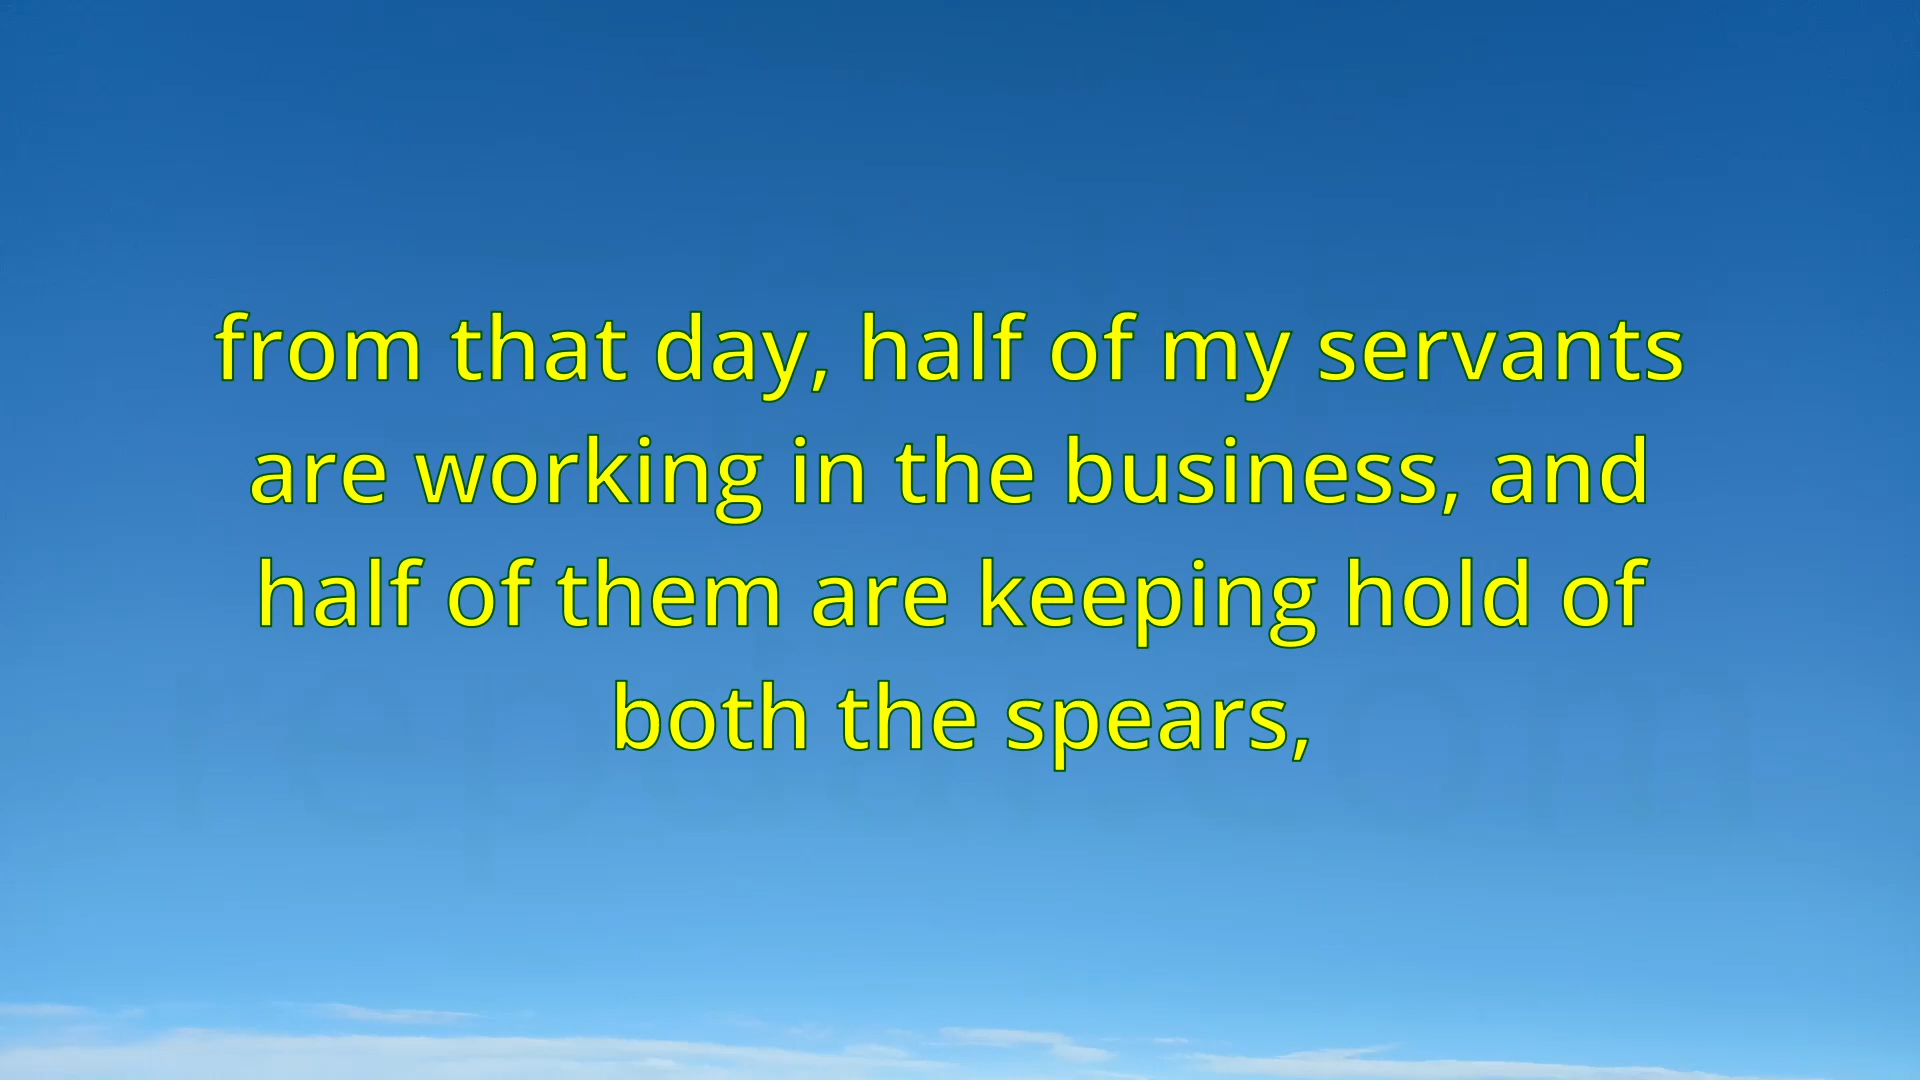 from that day, half of my servants
are working in the business, and
half of them are keeping hold of
both the spears,